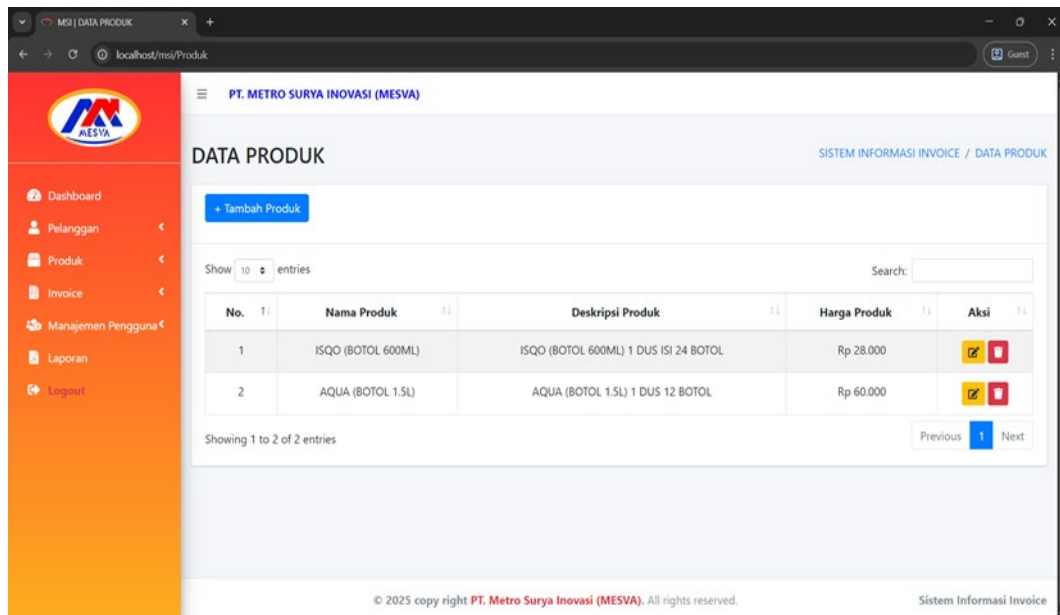 MSI | DATA PRODUK
localhost/msi/Produk
Guest
MESVA
PT. METRO SURYA INOVASI (MESVA)
DATA PRODUK
SISTEM INFORMASI INVOICE / DATA PRODUK
Dashboard
Pelanggan
Produk
Invoice
Manajemen Pengguna
Laporan
Logout
+ Tambah Produk
Show 10 entries
Search:
No. Nama Produk Deskripsi Produk Harga Produk Aksi
1 ISQO (BOTOL 600ML) ISQO (BOTOL 600ML) 1 DUS ISI 24 BOTOL Rp 28.000
2 AQUA (BOTOL 1.5L) AQUA (BOTOL 1.5L) 1 DUS 12 BOTOL Rp 60.000
Showing 1 to 2 of 2 entries
Previous 1 Next
© 2025 copy right PT. Metro Surya Inovasi (MESVA). All rights reserved.
Sistem Informasi Invoice